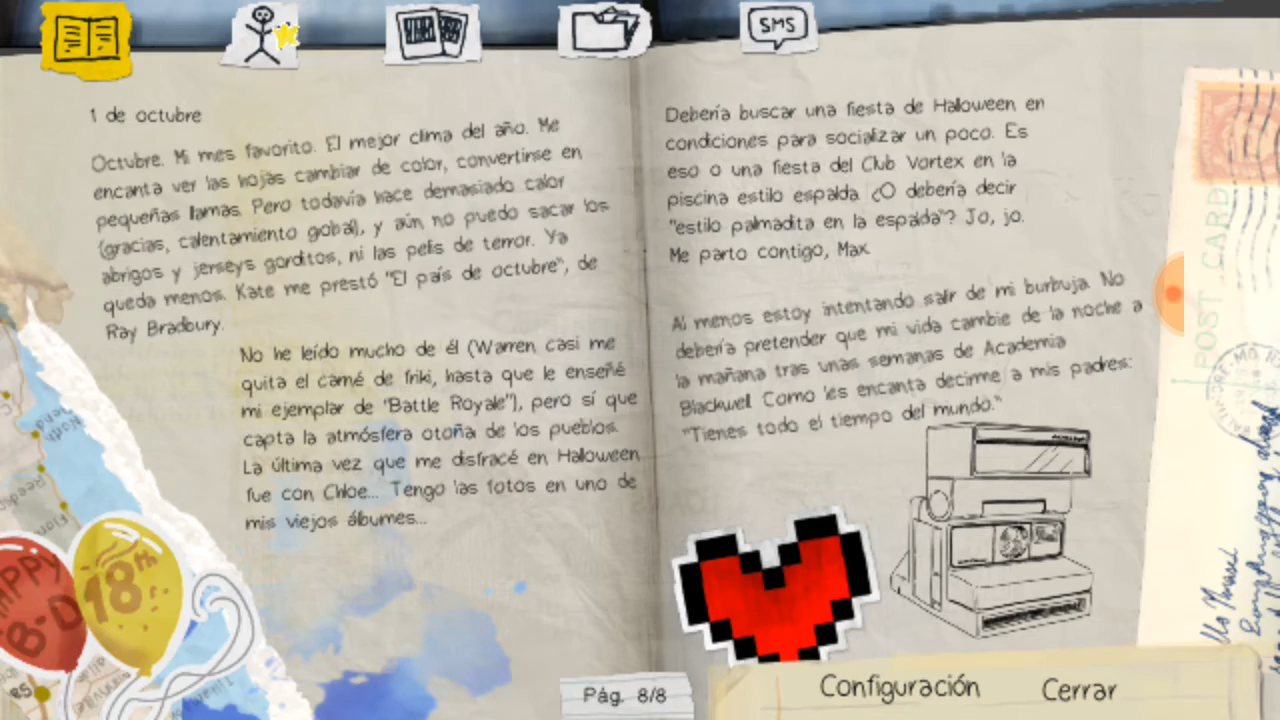 SMS
1 de octubre
Octubre. Mi mes favorito. El mejor clima del año. Me
encanta ver las hojas cambiar de color, convertirse en
pequeñas llamas. Pero todavía hace demasiado calor
(gracias, calentamiento gobal), y aún no puedo sacar los
abrigos y jerseys gorditos, ni las pelis de terror. Ya
queda menos. Kate me prestó "El país de octubre", de
Ray Bradbury.
No he leído mucho de él (Warren casi me
quita el carné de friki, hasta que le enseñé
mi ejemplar de "Battle Royale"), pero sí que
capta la atmósfera otoña de los pueblos.
La última vez que me disfracé en Halloween
fue con Chloe... Tengo las fotos en uno de
mis viejos álbumes...
Debería buscar una fiesta de Halloween en
condiciones para socializar un poco. Es
eso o una fiesta del Club Vortex en la
piscina estilo espalda. ¿O debería decir
"estilo palmadita en la espalda"? Jo, jo.
Me parto contigo, Max.
Al menos estoy intentando salir de mi burbuja. No
debería pretender que mi vida cambie de la noche a
la mañana tras unas semanas de Academia
Blackwell. Como les encanta decirme a mis padres:
"Tienes todo el tiempo del mundo."
POST CARD
HAPPY
B-D
18th
Pág. 8/8
Configuración
Cerrar